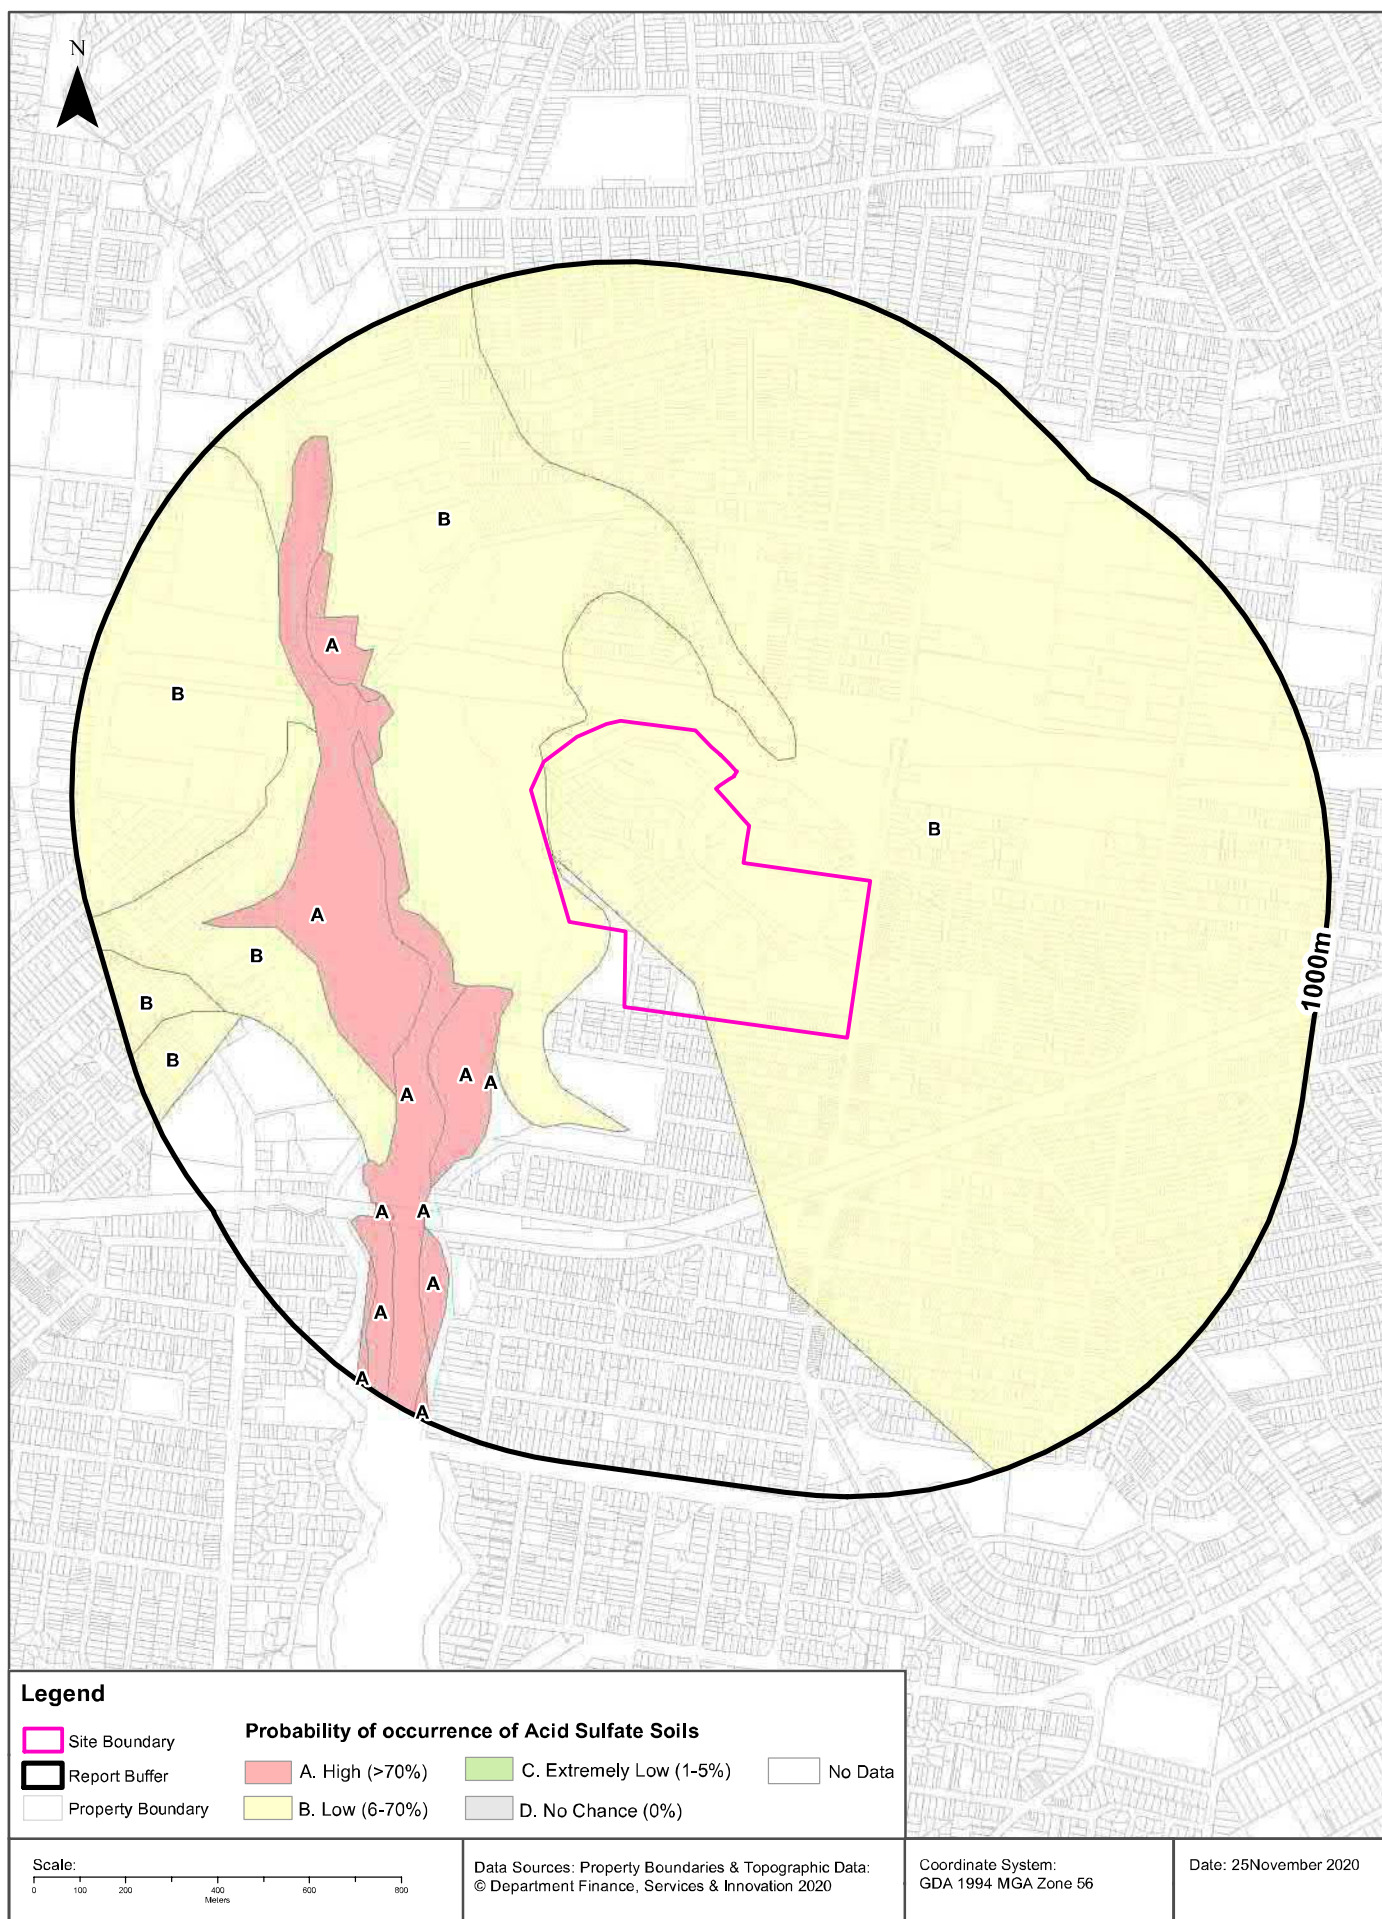 N
B
A
B
B
A
B
B
B
A
A
A
A
A
A
A
A
A
1000m
Legend
Site Boundary
Report Buffer
Property Boundary
Probability of occurrence of Acid Sulfate Soils
A. High (>70%)
B. Low (6-70%)
C. Extremely Low (1-5%)
D. No Chance (0%)
No Data
Scale:
0 100 200 400 600 800
Meters
Data Sources: Property Boundaries & Topographic Data:
© Department Finance, Services & Innovation 2020
Coordinate System:
GDA 1994 MGA Zone 56
Date: 25November 2020